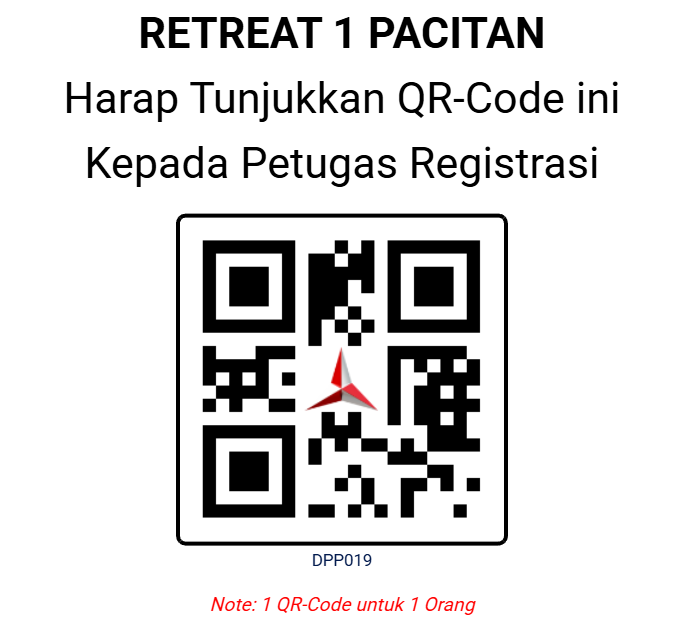 RETREAT 1 PACITAN
Harap Tunjukkan QR-Code ini
Kepada Petugas Registrasi
DPP019
Note: 1 QR-Code untuk 1 Orang